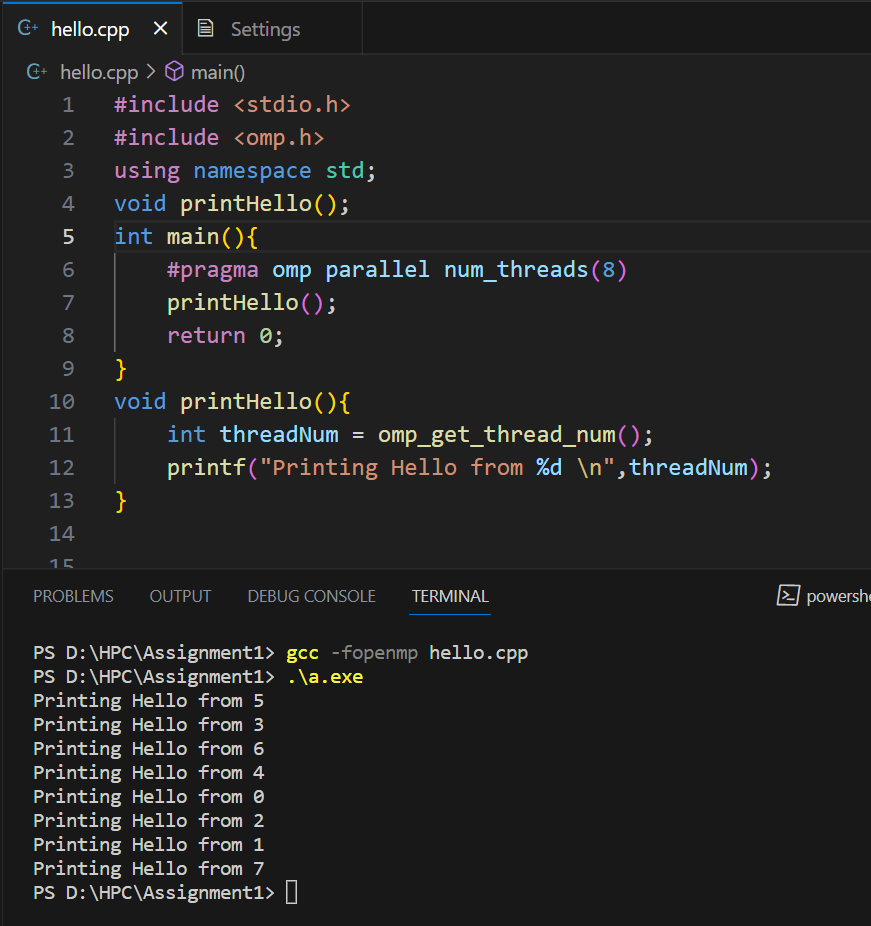 C++ hello.cpp × Settings
C++ hello.cpp > main()
1 #include <stdio.h>
2 #include <omp.h>
3 using namespace std;
4 void printHello();
5 int main(){
6     #pragma omp parallel num_threads(8)
7     printHello();
8     return 0;
9 }
10 void printHello(){
11     int threadNum = omp_get_thread_num();
12     printf("Printing Hello from %d \n",threadNum);
13 }
14
15
PROBLEMS OUTPUT DEBUG CONSOLE TERMINAL powershe
PS D:\HPC\Assignment1> gcc -fopenmp hello.cpp
PS D:\HPC\Assignment1> .\a.exe
Printing Hello from 5
Printing Hello from 3
Printing Hello from 6
Printing Hello from 4
Printing Hello from 0
Printing Hello from 2
Printing Hello from 1
Printing Hello from 7
PS D:\HPC\Assignment1>